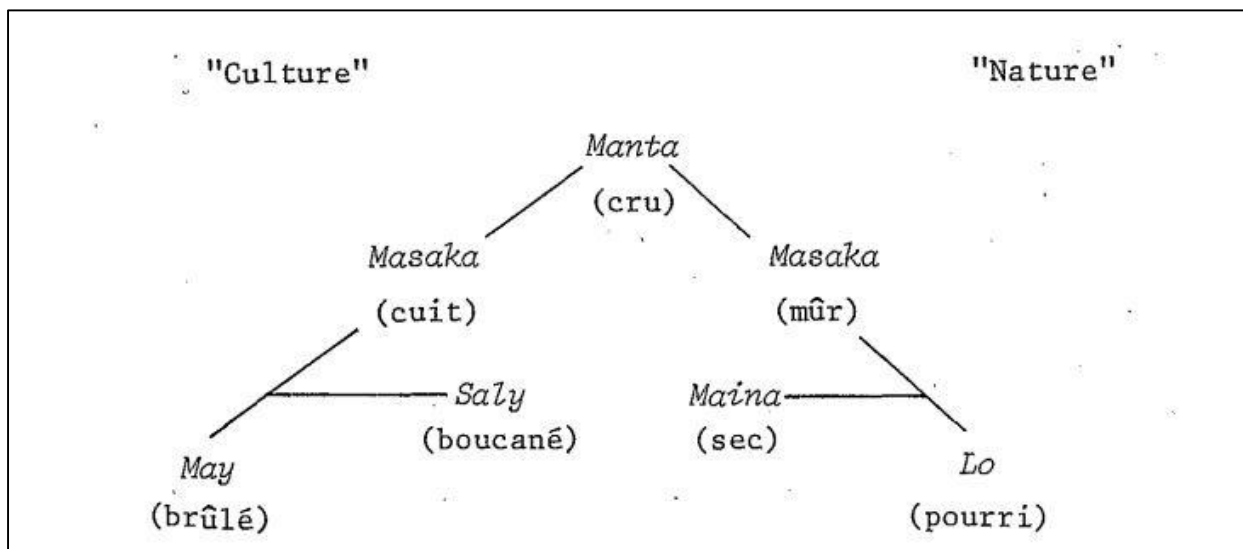 "Culture" "Nature"
Manta
(cru)
Masaka Masaka
(cuit) (mûr)
Saly Maina
(boucané) (sec)
May Lo
(brûlé) (pourri)